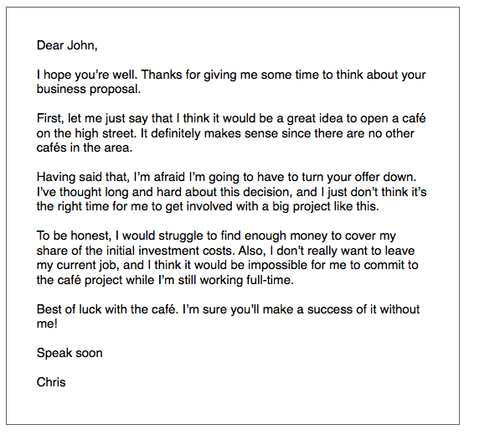 Dear John,
I hope you're well. Thanks for giving me some time to think about your
business proposal.
First, let me just say that I think it would be a great idea to open a café
on the high street. It definitely makes sense since there are no other
cafés in the area.
Having said that, I'm afraid I'm going to have to turn your offer down.
I've thought long and hard about this decision, and I just don't think it's
the right time for me to get involved with a big project like this.
To be honest, I would struggle to find enough money to cover my
share of the initial investment costs. Also, I don't really want to leave
my current job, and I think it would be impossible for me to commit to
the café project while I'm still working full-time.
Best of luck with the café. I'm sure you'll make a success of it without
me!
Speak soon
Chris